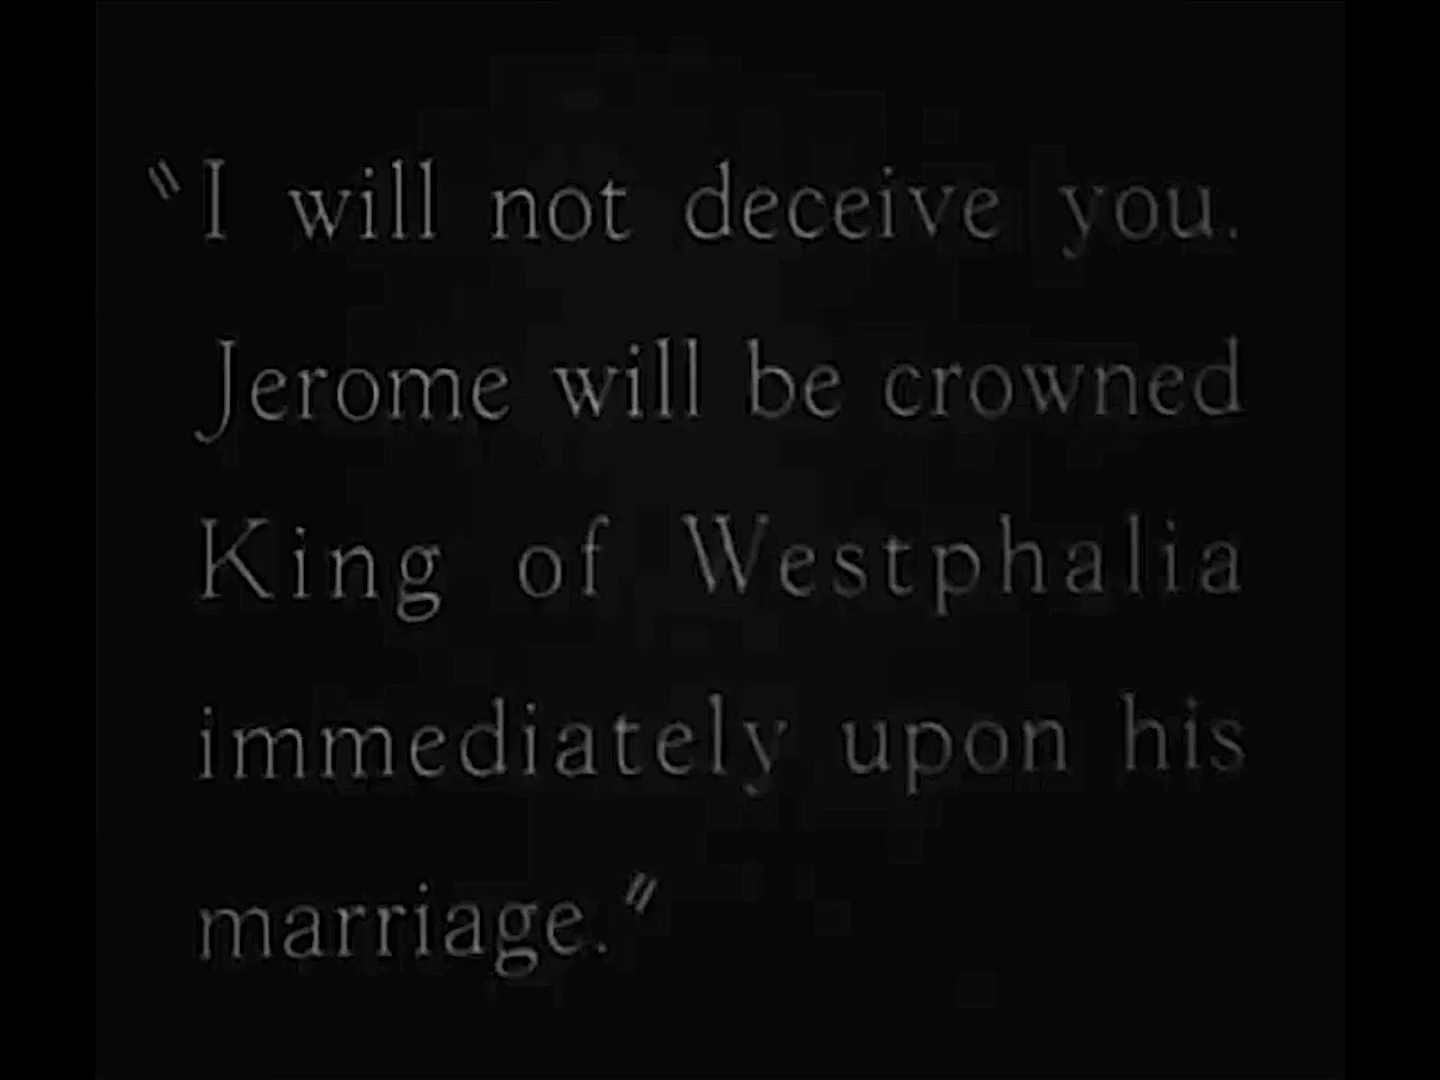 "I will not deceive you.
Jerome will be crowned
King of Westphalia
immediately upon his
marriage."